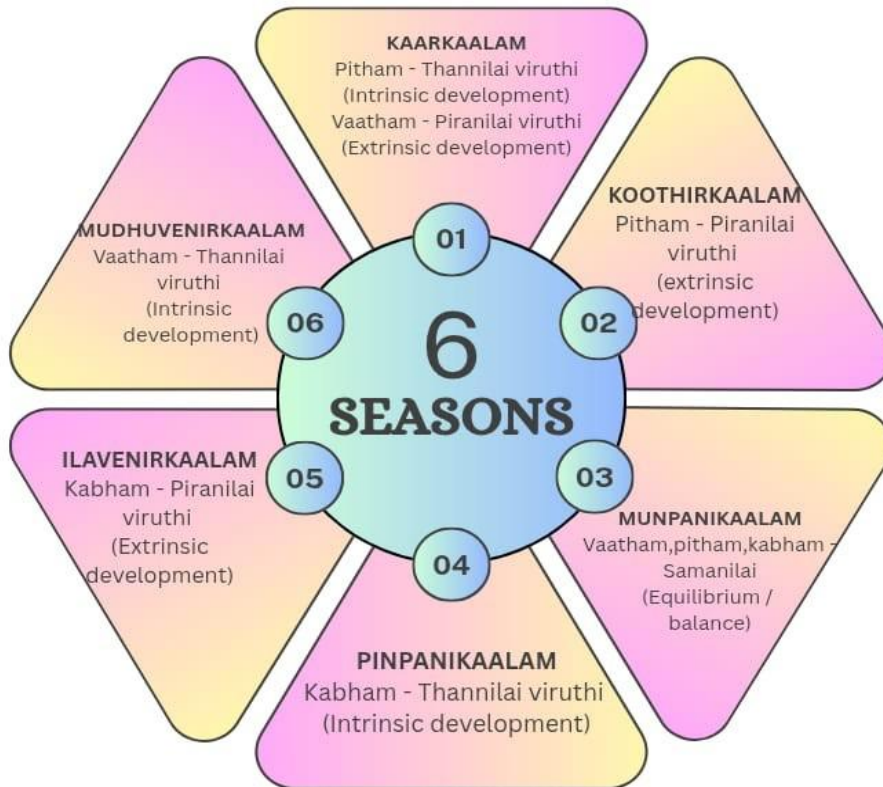 6
SEASONS
01
KAARKAALAM
Pitham - Thannilai viruthi
(Intrinsic development)
Vaatham - Piranilai viruthi
(Extrinsic development)
02
KOOTHIRKAALAM
Pitham - Piranilai
viruthi
(extrinsic
development)
03
MUNPANIKAALAM
Vaatham,pitham,kabham -
Samanilai
(Equilibrium /
balance)
04
PINPANIKAALAM
Kabham - Thannilai viruthi
(Intrinsic development)
05
ILAVENIRKAALAM
Kabham - Piranilai
viruthi
(Extrinsic
development)
06
MUDHUVENIRKAALAM
Vaatham - Thannilai
viruthi
(Intrinsic
development)